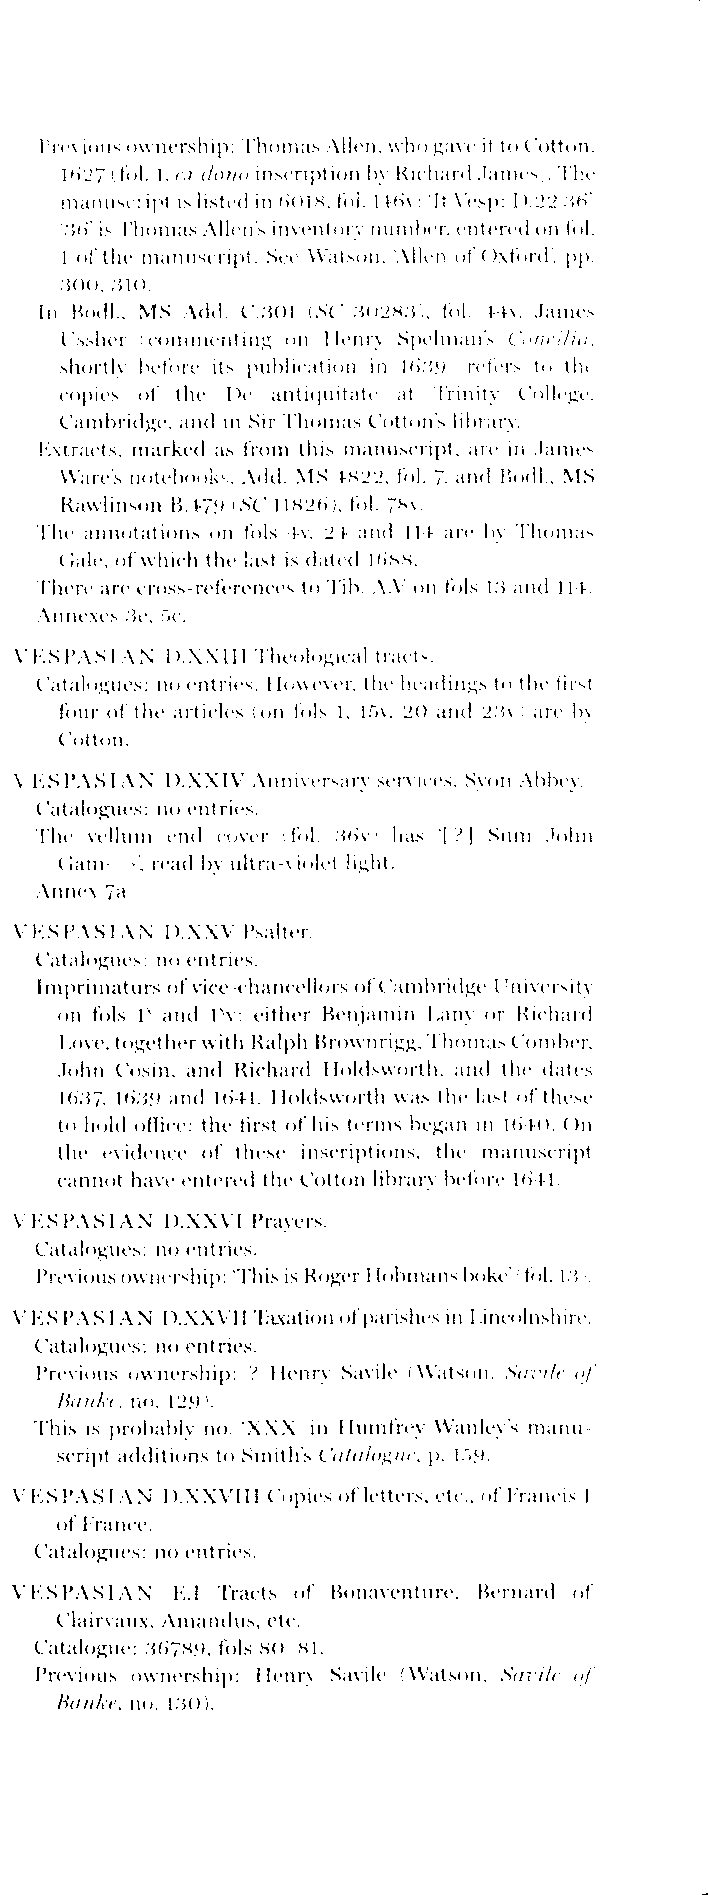 Previous ownership: Thomas Allen, who gave it to Cotton,
1627 (fol. 1, ex dono inscription by Richard James). The
manuscript is listed in 6018, fol. 146v: 'It Vesp: D.22 36'
'36' is Thomas Allen's inventory number, entered on fol.
1 of the manuscript. See Watson, 'Allen of Oxford', pp.
300, 310.
In Bodl., MS Add. C.301 (SC 30283), fol. 44v, James
Ussher (commenting on Henry Spelman's Concilia,
shortly before its publication in 1639) refers to the
copies of the De antiquitate at Trinity College,
Cambridge, and in Sir Thomas Cotton's library.
Extracts, marked as from this manuscript, are in James
Ware's notebooks, Add. MS 4822, fol. 7, and Bodl., MS
Rawlinson B.479 (SC 11826), fol. 78v.
The annotations on fols 4v, 24 and 114 are by Thomas
Gale, of which the last is dated 1688.
There are cross-references to Tib. A.V on fols 13 and 114.
Annexes 3e, 5c.
VESPASIAN D.XXIII Theological tracts.
Catalogues: no entries. However, the headings to the first
four of the articles (on fols 1, 15v, 20 and 23v) are by
Cotton.
VESPASIAN D.XXIV Anniversary services, Syon Abbey.
Catalogues: no entries.
The vellum end cover (fol. 36v) has '[?] Sum John
Gam- -', read by ultra-violet light.
Annex 7a
VESPASIAN D.XXV Psalter.
Catalogues: no entries.
Imprimaturs of vice-chancellors of Cambridge University
on fols 1* and 1*v: either Benjamin Lany or Richard
Love, together with Ralph Brownrigg, Thomas Comber,
John Cosin, and Richard Holdsworth, and the dates
1637, 1639 and 1641. Holdsworth was the last of these
to hold office: the first of his terms began in 1640. On
the evidence of these inscriptions, the manuscript
cannot have entered the Cotton library before 1641.
VESPASIAN D.XXVI Prayers.
Catalogues: no entries.
Previous ownership: 'This is Roger Hobmans boke' (fol. 13).
VESPASIAN D.XXVII Taxation of parishes in Lincolnshire.
Catalogues: no entries.
Previous ownership: ? Henry Savile (Watson, Savile of
Banke, no. 129).
This is probably no. 'XXX' in Humfrey Wanley's manu-
script additions to Smith's Catalogue, p. 159.
VESPASIAN D.XXVIII Copies of letters, etc., of Francis I
of France.
Catalogues: no entries.
VESPASIAN E.I Tracts of Bonaventure, Bernard of
Clairvaux, Amandus, etc.
Catalogue: 36789, fols 80-81.
Previous ownership: Henry Savile (Watson, Savile of
Banke, no. 130).